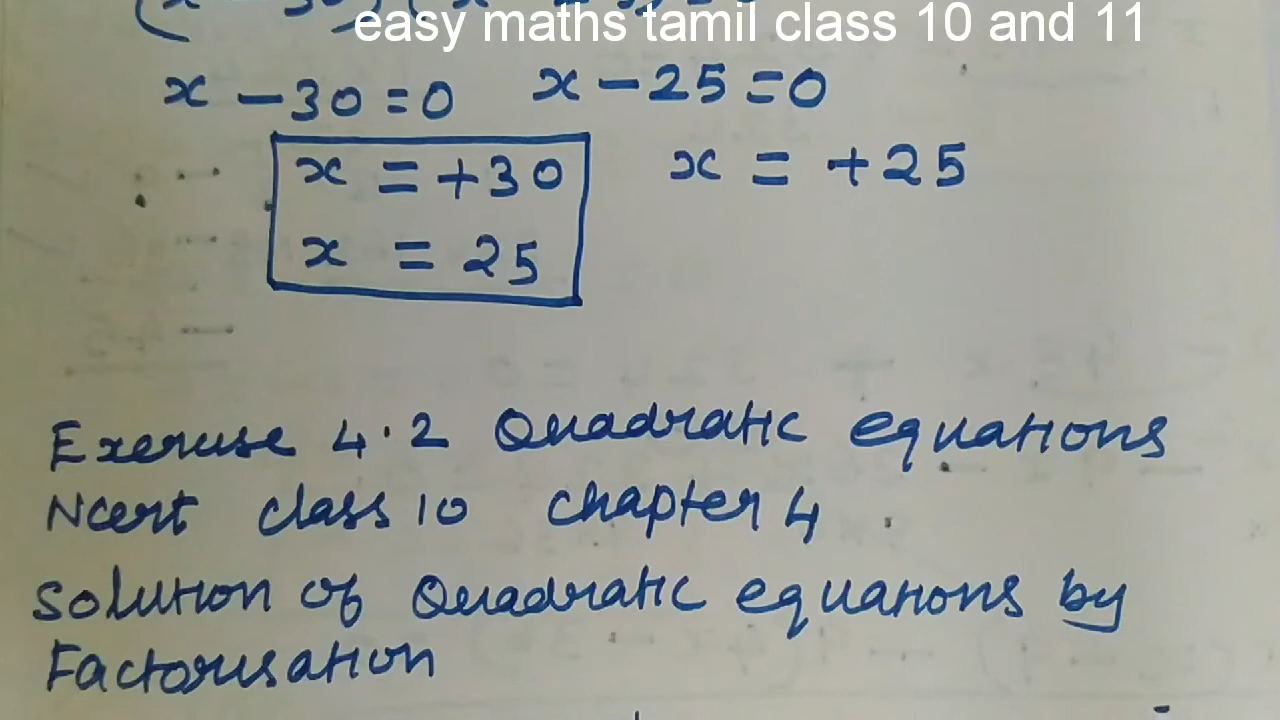 easy maths tamil class 10 and 11
x - 30 = 0 x - 25 = 0
x = +30 x = +25
x = 25
Exercise 4.2 Quadratic equations
Ncert class 10 chapter 4
Solution of Quadratic equations by
Factorisation